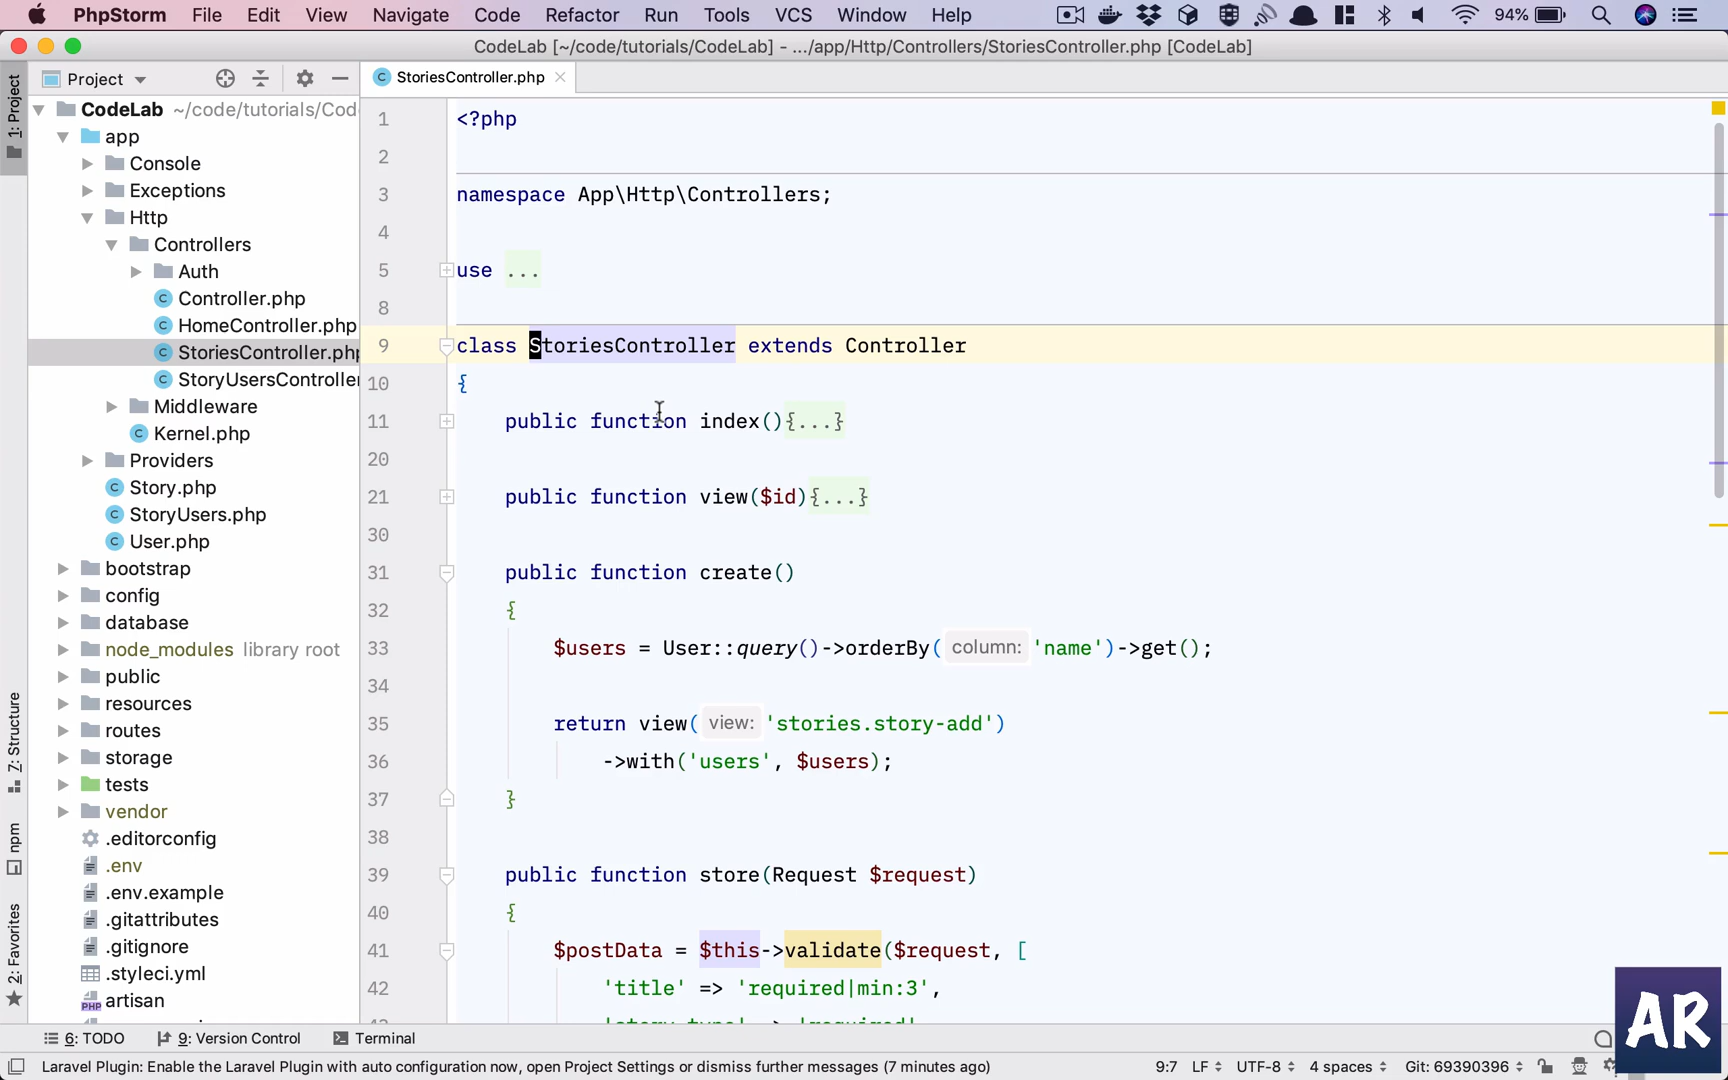 PhpStorm File Edit View Navigate Code Refactor Run Tools VCS Window Help 94%
CodeLab [~/code/tutorials/CodeLab] - .../app/Http/Controllers/StoriesController.php [CodeLab]
Project
StoriesController.php
1: Project
Z: Structure
npm
2: Favorites
CodeLab ~/code/tutorials/Cod
app
Console
Exceptions
Http
Controllers
Auth
Controller.php
HomeController.php
StoriesController.php
StoryUsersController
Middleware
Kernel.php
Providers
Story.php
StoryUsers.php
User.php
bootstrap
config
database
node_modules library root
public
resources
routes
storage
tests
vendor
.editorconfig
.env
.env.example
.gitattributes
.gitignore
.styleci.yml
artisan
1 <?php
2
3 namespace App\Http\Controllers;
4
5 use ...
8
9 class StoriesController extends Controller
10 {
11 public function index(){...}
20
21 public function view($id){...}
30
31 public function create()
32 {
33 $users = User::query()->orderBy( column: 'name')->get();
34
35 return view( view: 'stories.story-add')
36 ->with('users', $users);
37 }
38
39 public function store(Request $request)
40 {
41 $postData = $this->validate($request, [
42 'title' => 'required|min:3',
AR
6: TODO 9: Version Control Terminal
Laravel Plugin: Enable the Laravel Plugin with auto configuration now, open Project Settings or dismiss further messages (7 minutes ago) 9:7 LF UTF-8 4 spaces Git: 69390396